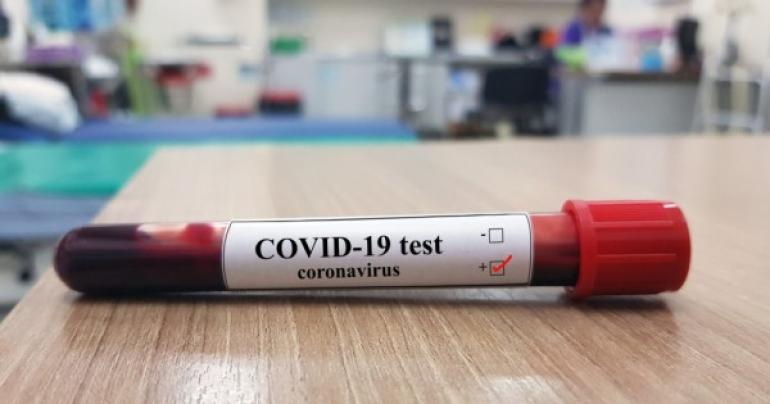 COVID-19 test
coronavirus
-
+